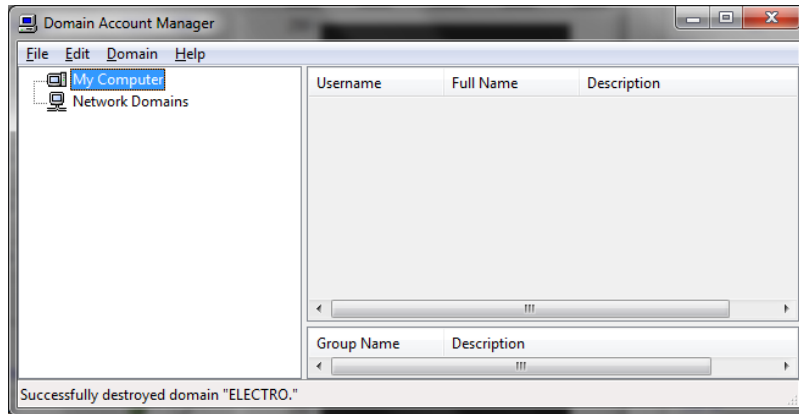 Domain Account Manager
File Edit Domain Help
My Computer
Network Domains
Username Full Name Description
Group Name Description
Successfully destroyed domain "ELECTRO."